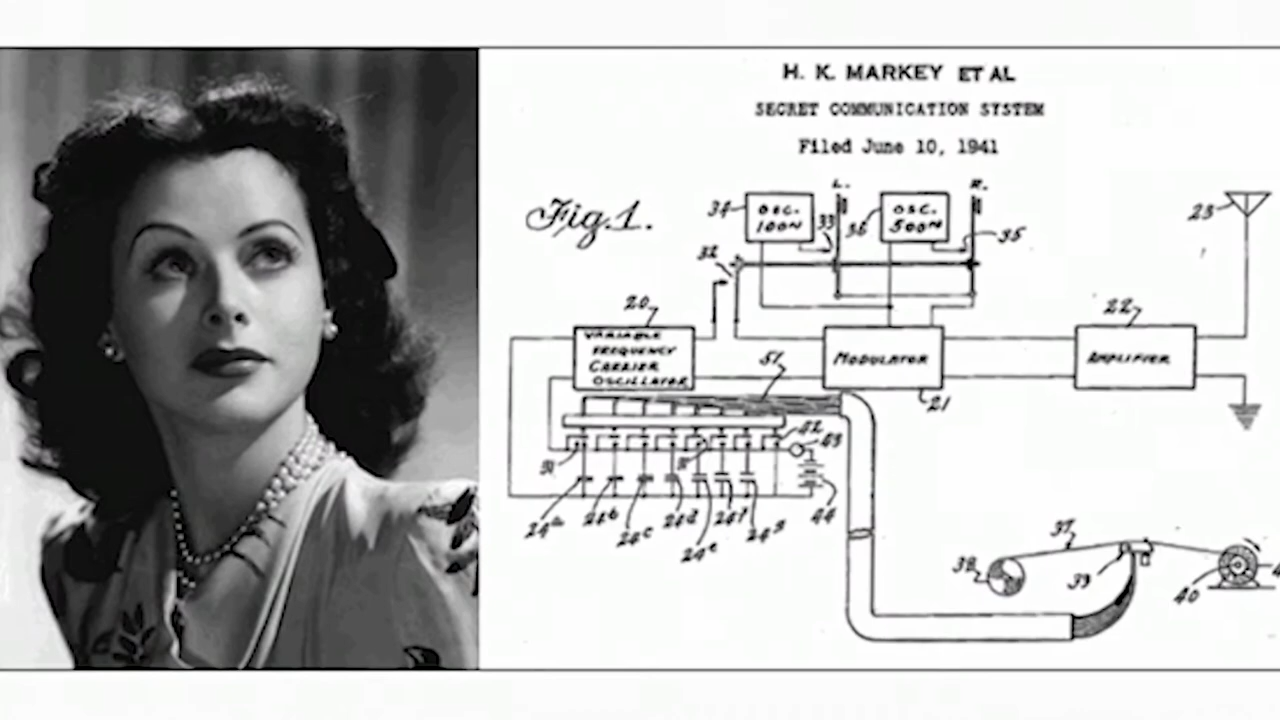 H. K. MARKEY ET AL
SECRET COMMUNICATION SYSTEM
Filed June 10, 1941
Fig. 1.
34
OSC.
100N
33
L.
36
OSC.
500N
R.
35
23
32
20
VARIABLE
FREQUENCY
CARRIER
OSCILLATOR
51
MODULATOR
21
22
AMPLIFIER
42
43
31
24a
24b
24c
24d
24e
24f
24g
44
37
38
39
40